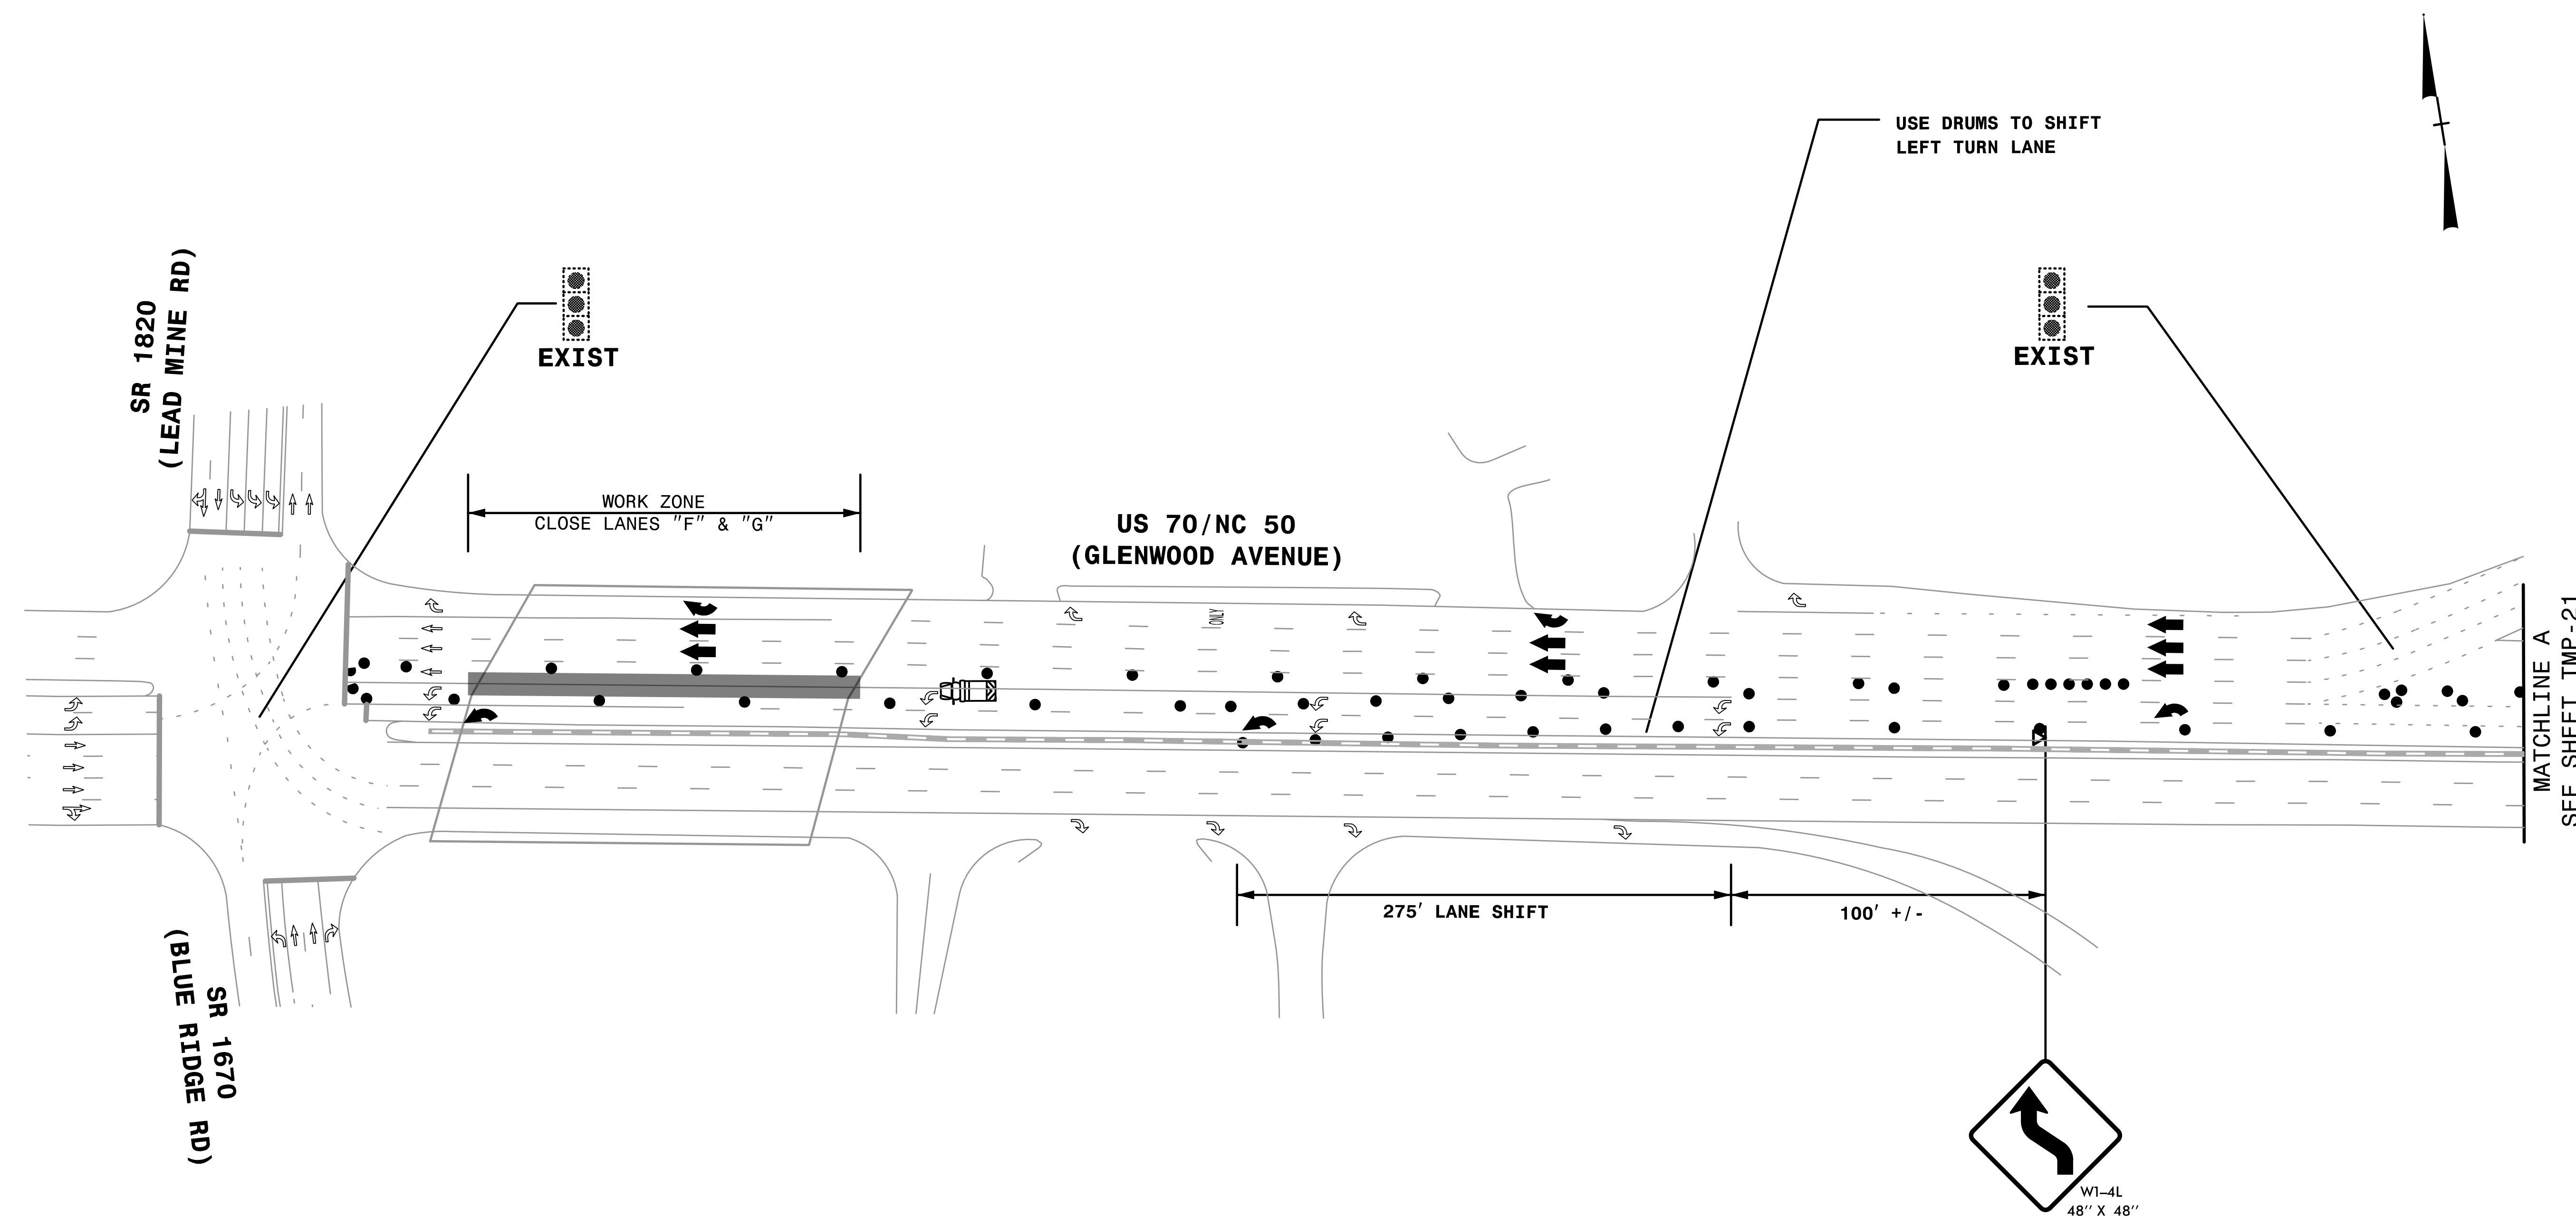 USE DRUMS TO SHIFT
LEFT TURN LANE
SR 1820
(LEAD MINE RD)
EXIST
EXIST
WORK ZONE
CLOSE LANES "F" & "G"
US 70/NC 50
(GLENWOOD AVENUE)
ONLY
MATCHLINE A
SEE SHEET TMP-21
275' LANE SHIFT
100' +/-
SR 1670
(BLUE RIDGE RD)
W1-4L
48" X 48"